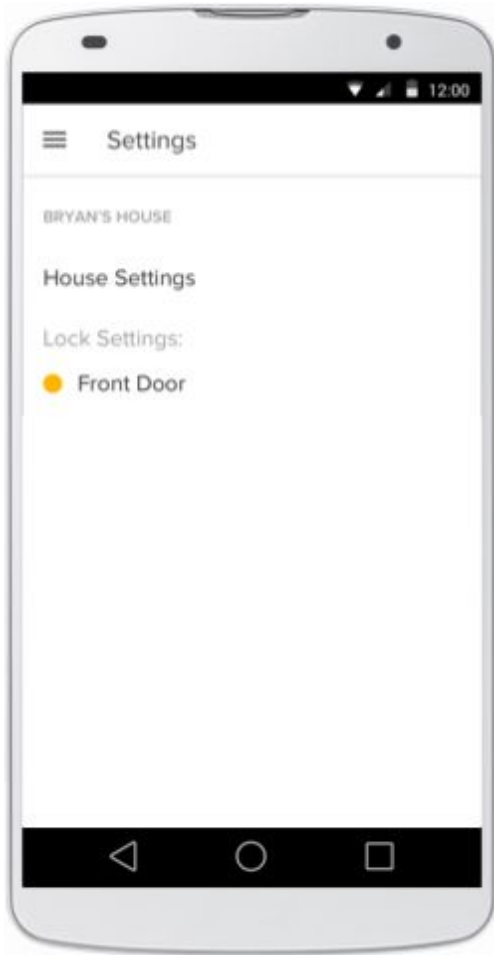 12:00
Settings
BRYAN'S HOUSE
House Settings
Lock Settings:
Front Door